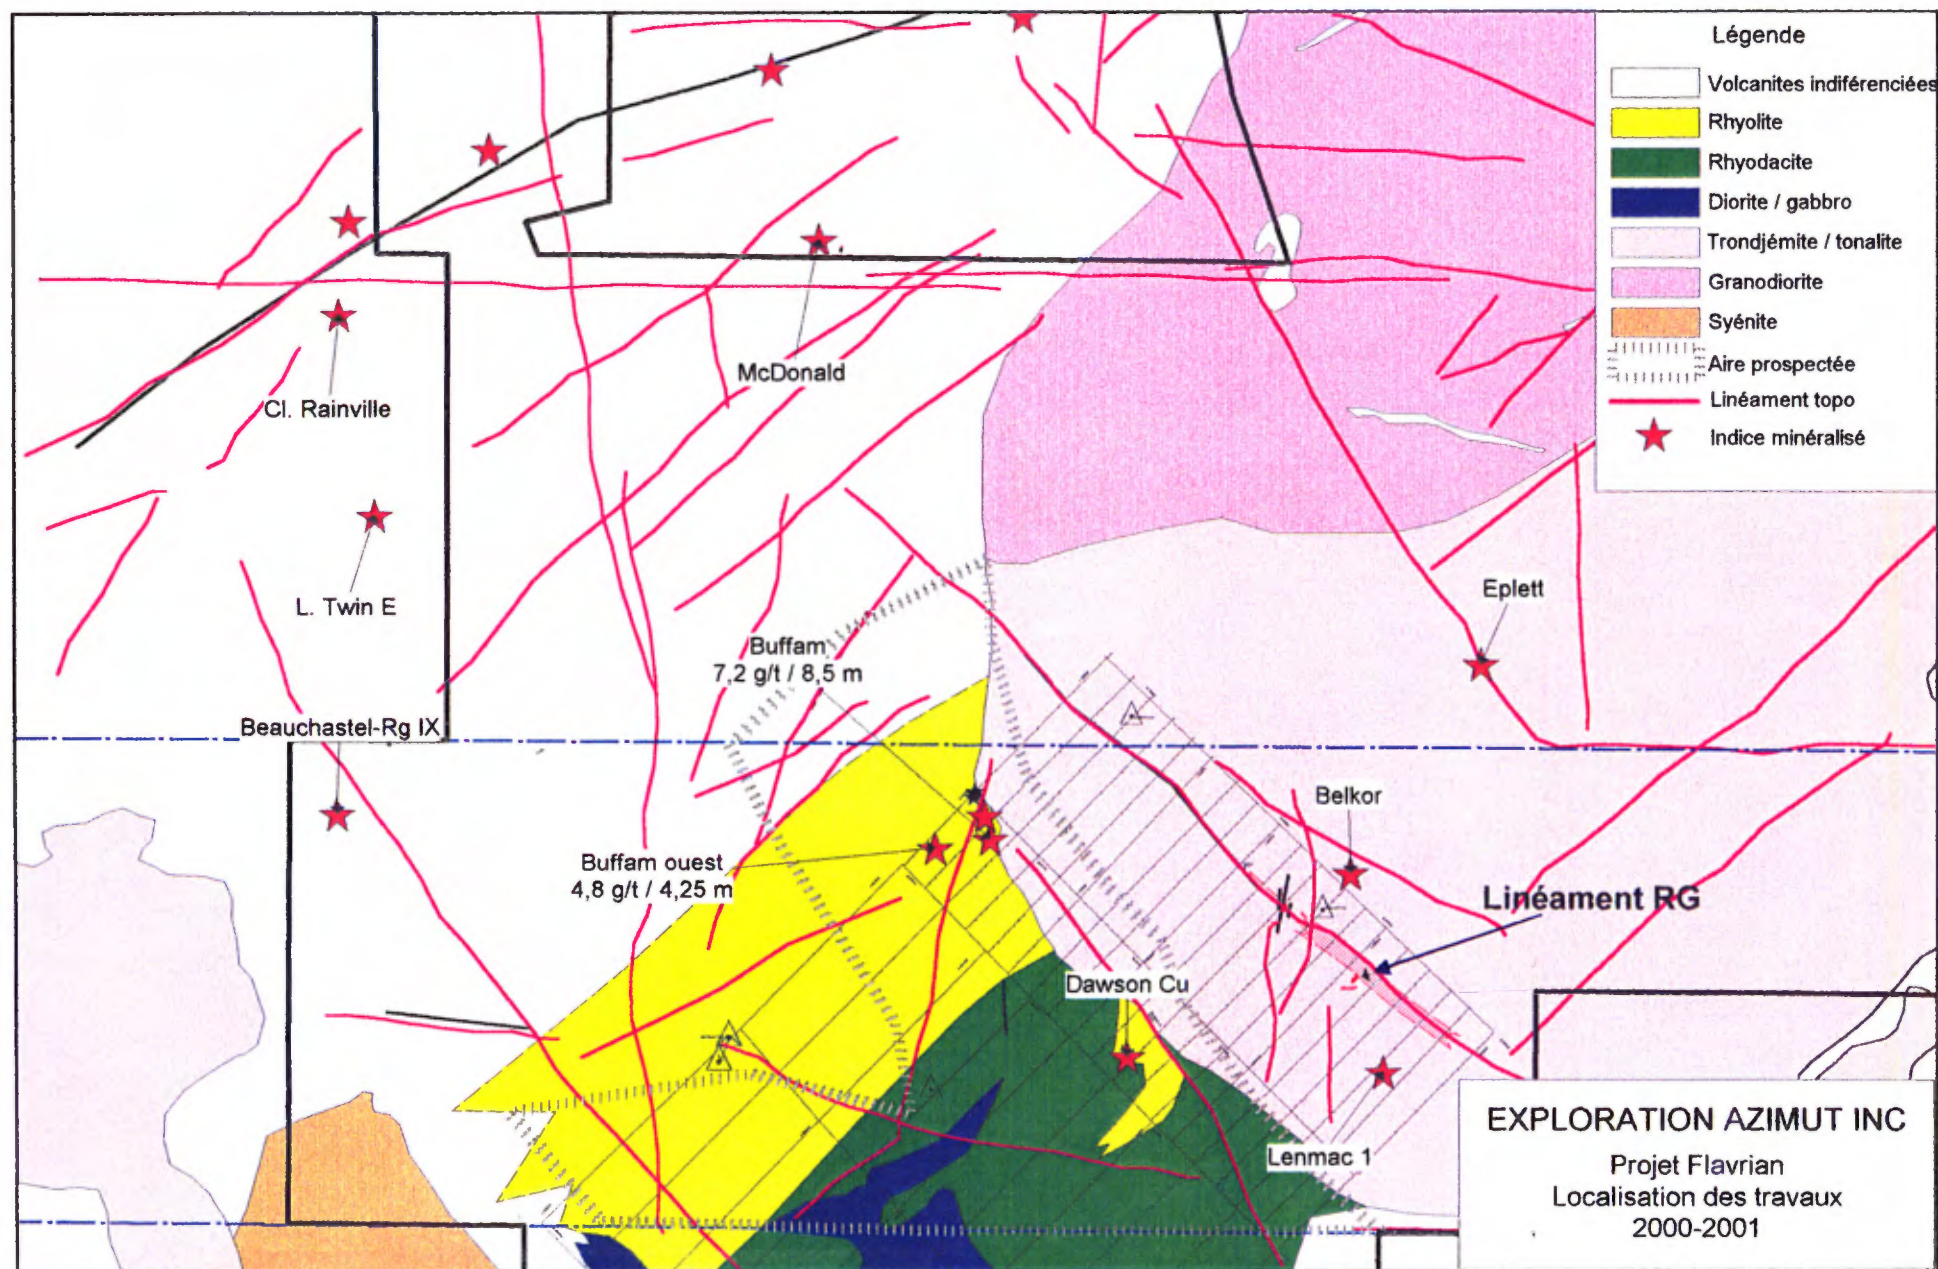 Légende
Volcanites indiférenciées
Rhyolite
Rhyodacite
Diorite / gabbro
Trondjémite / tonalite
Granodiorite
Syénite
Aire prospectée
Linéament topo
Indice minéralisé
McDonald
Cl. Rainville
L. Twin E
Eplett
Buffam
7,2 g/t / 8,5 m
Beauchastel-Rg IX
Belkor
Buffam ouest
4,8 g/t / 4,25 m
Linéament RG
Dawson Cu
Lenmac 1
EXPLORATION AZIMUT INC
Projet Flavrian
Localisation des travaux
2000-2001